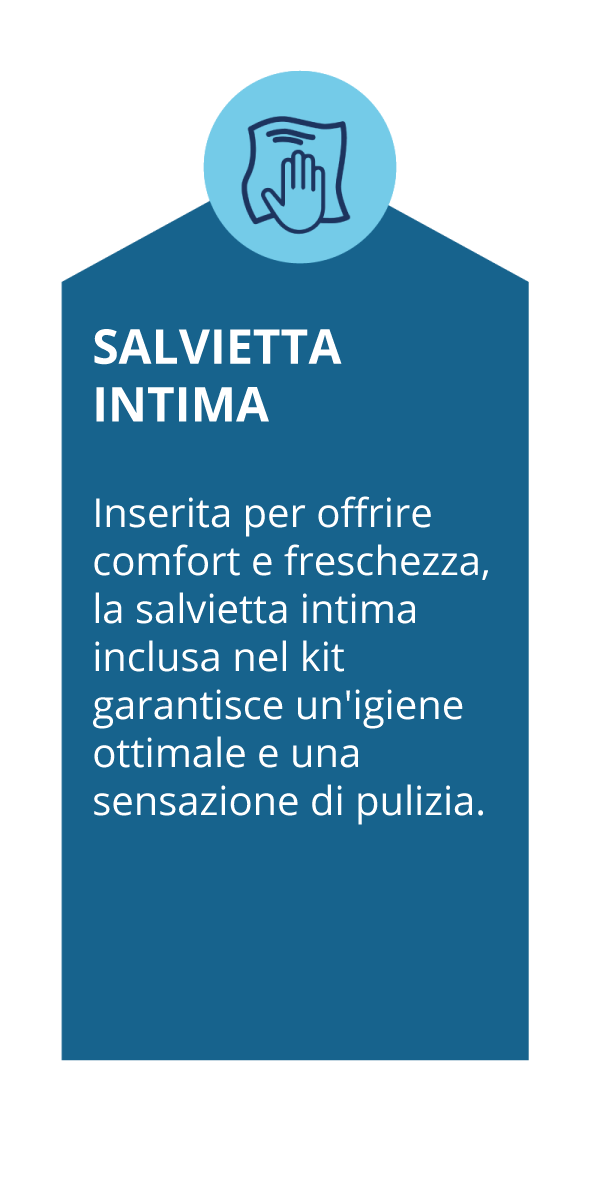 SALVIETTA
INTIMA
Inserita per offrire
comfort e freschezza,
la salvietta intima
inclusa nel kit
garantisce un'igiene
ottimale e una
sensazione di pulizia.